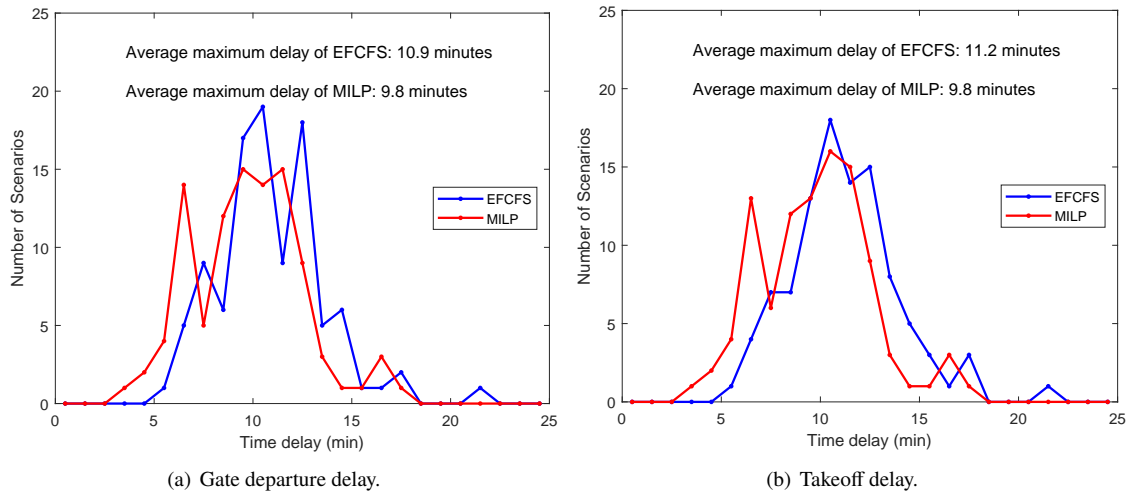 25
20
15
10
5
0
Number of Scenarios
Average maximum delay of EFCFS: 10.9 minutes
Average maximum delay of MILP: 9.8 minutes
EFCFS
MILP
0 5 10 15 20 25
Time delay (min)
(a) Gate departure delay.
25
20
15
10
5
0
Number of Scenarios
Average maximum delay of EFCFS: 11.2 minutes
Average maximum delay of MILP: 9.8 minutes
EFCFS
MILP
0 5 10 15 20 25
Time delay (min)
(b) Takeoff delay.